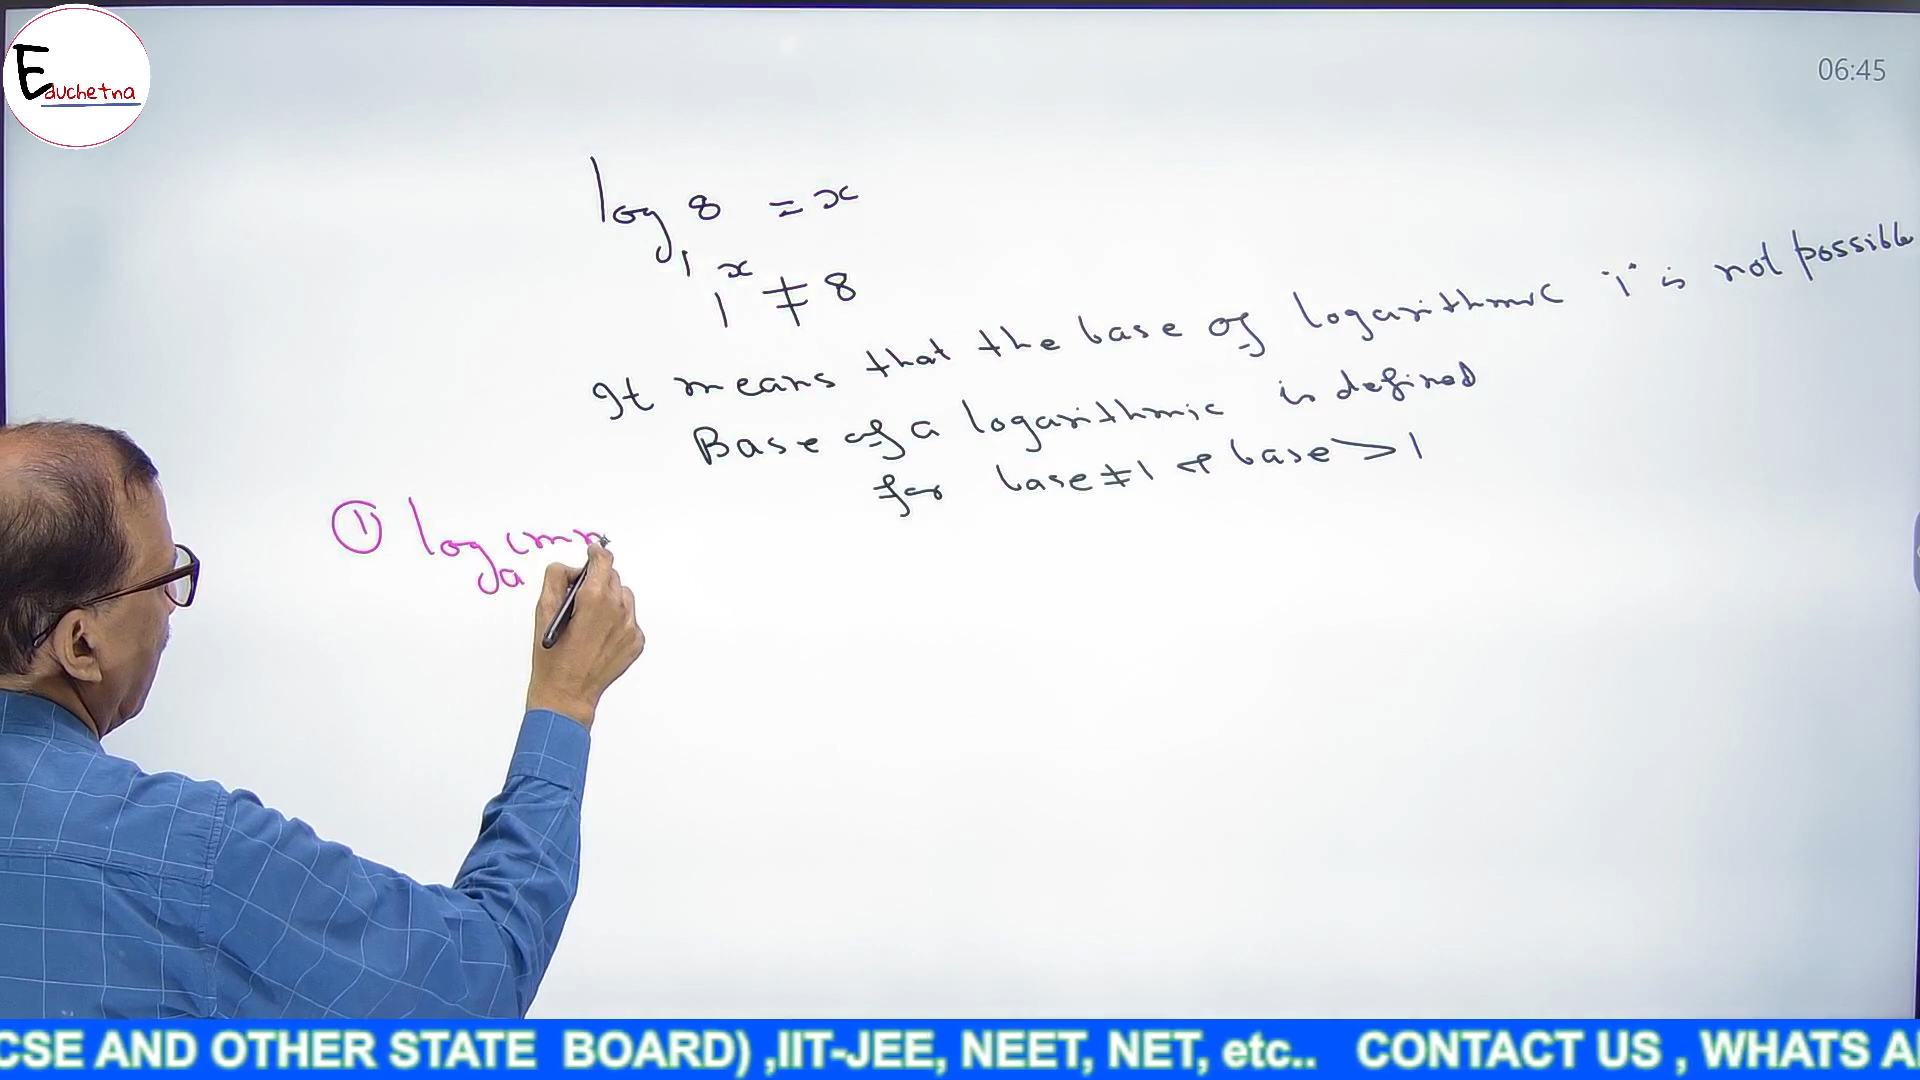 Educhetna
06:45
log₁ 8 = x
1ˣ ≠ 8
It means that the base of logarithmic '1' is not possible
Base of a logarithmic is defined
for base ≠ 1 & base > 1
① logₐ (mn
CSE AND OTHER STATE BOARD) ,IIT-JEE, NEET, NET, etc.. CONTACT US , WHATS A